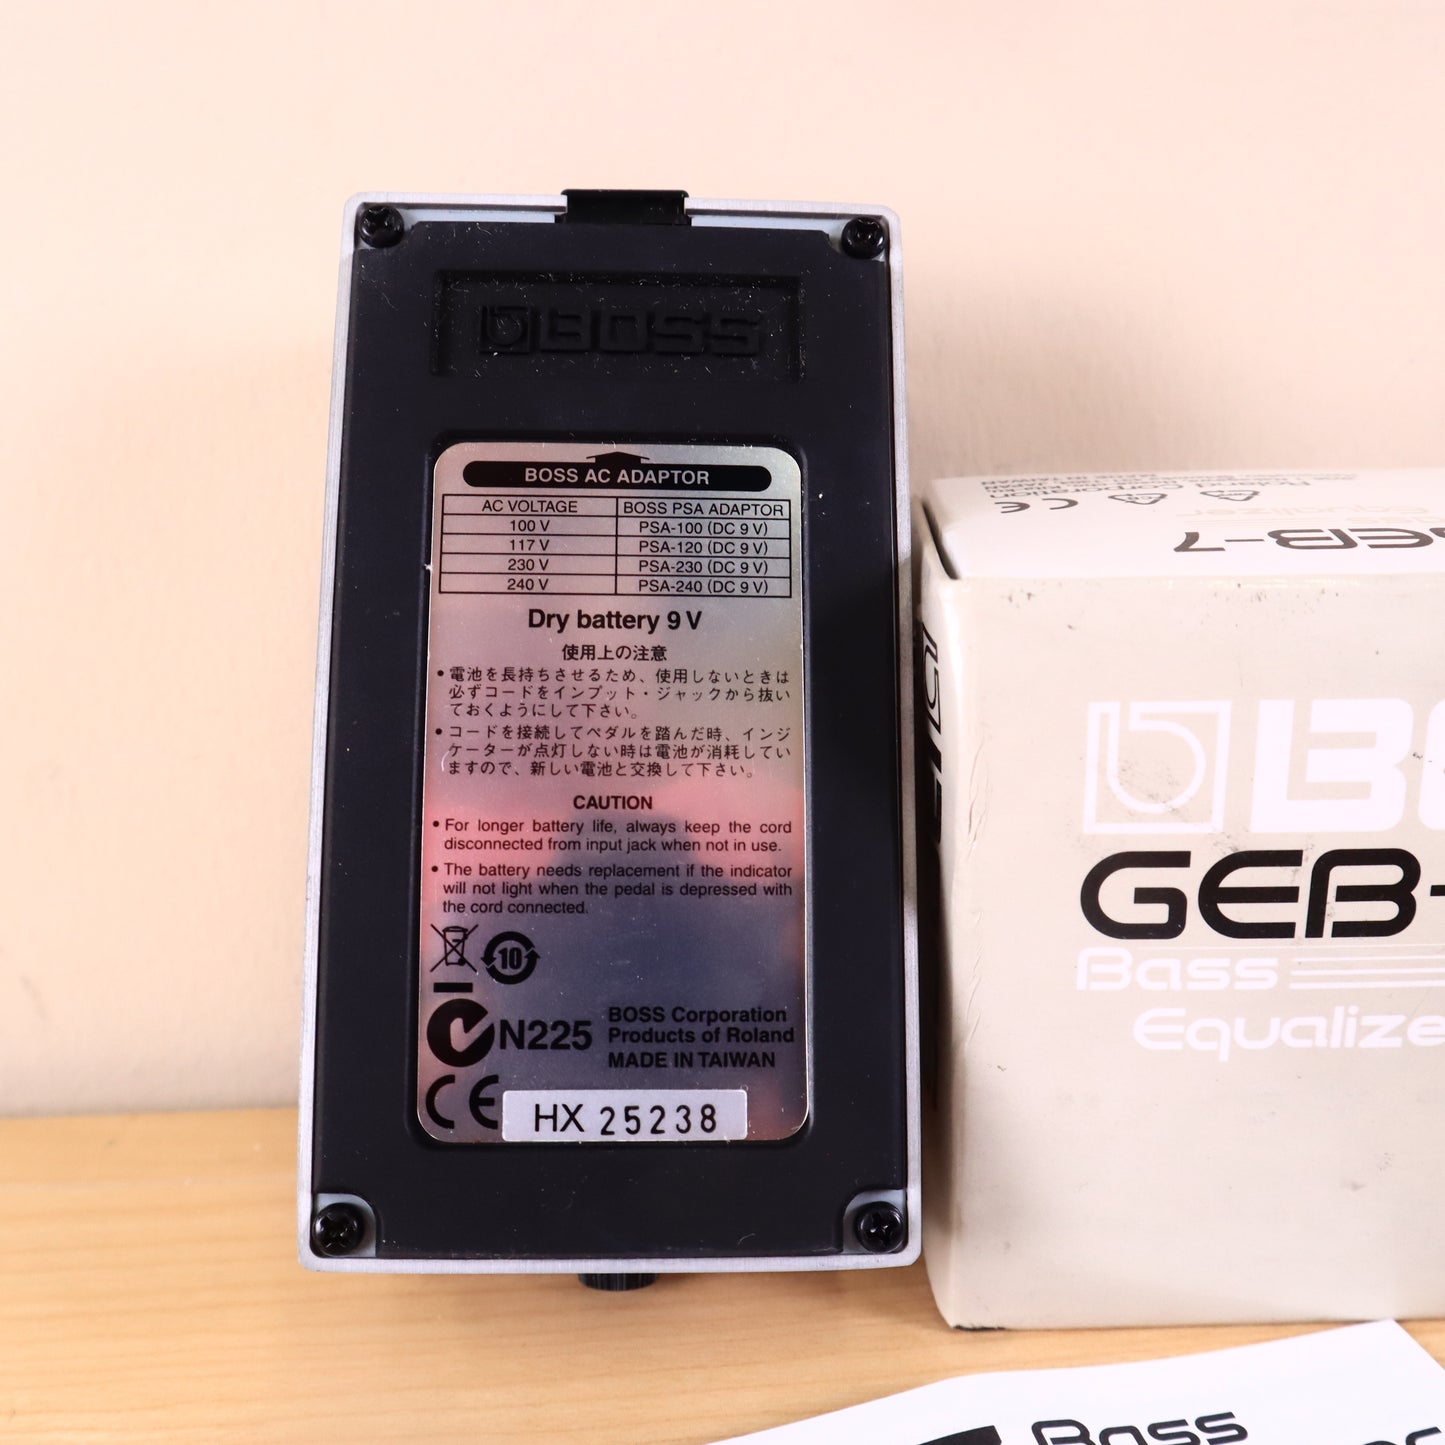 BOSS
BOSS AC ADAPTOR
AC VOLTAGE BOSS PSA ADAPTOR
100 V PSA-100 (DC 9 V)
117 V PSA-120 (DC 9 V)
230 V PSA-230 (DC 9 V)
240 V PSA-240 (DC 9 V)
Dry battery 9 V
使用上の注意
• 電池を長持ちさせるため、使用しないときは
必ずコードをインプット・ジャックから抜い
ておくようにして下さい。
• コードを接続してペダルを踏んだ時、インジ
ケーターが点灯しない時は電池が消耗してい
ますので、新しい電池と交換して下さい。
CAUTION
• For longer battery life, always keep the cord
disconnected from input jack when not in use.
• The battery needs replacement if the indicator
will not light when the pedal is depressed with
the cord connected.
10
N225
BOSS Corporation
Products of Roland
MADE IN TAIWAN
CE
HX 25238
CE
Equalizer
GEB-7
GEB-
Bass
Equalize
Bass